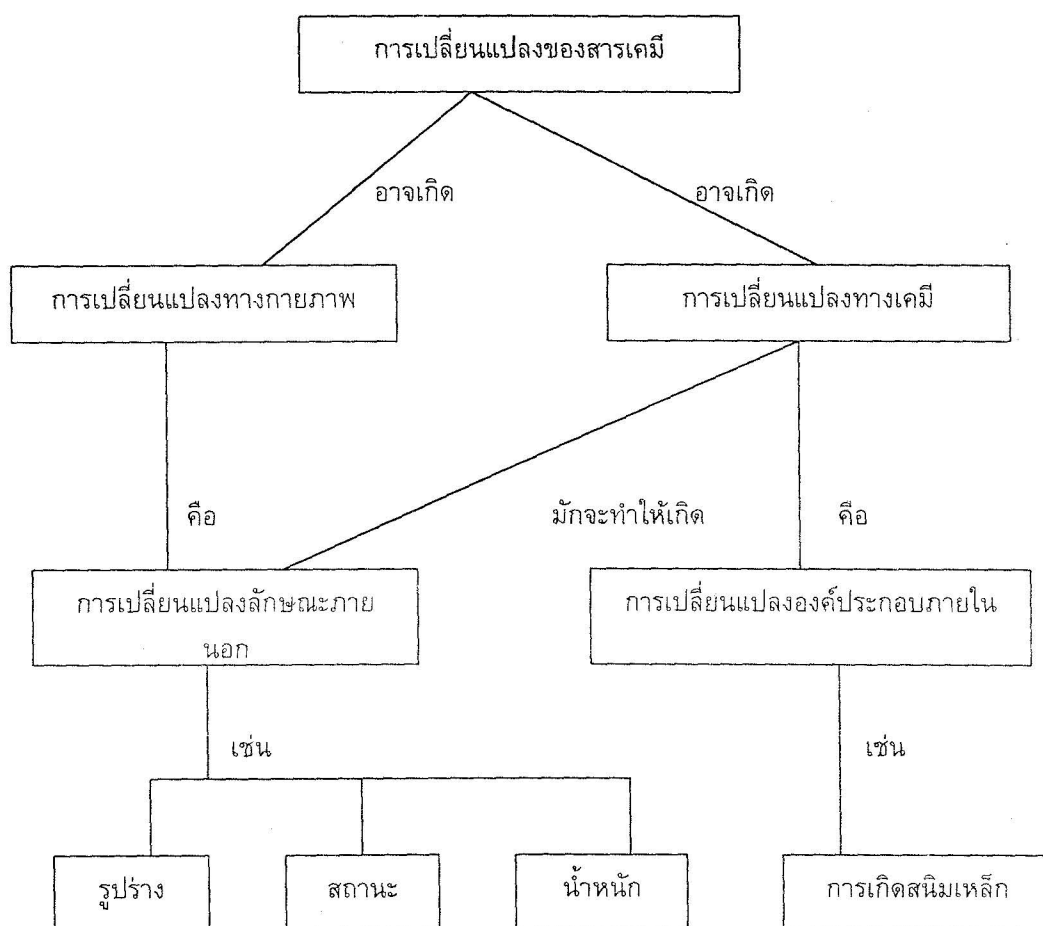 การเปลี่ยนแปลงของสารเคมี
อาจเกิด
อาจเกิด
การเปลี่ยนแปลงทางกายภาพ
การเปลี่ยนแปลงทางเคมี
คือ
มักจะทำให้เกิด
คือ
การเปลี่ยนแปลงลักษณะภาย
นอก
การเปลี่ยนแปลงองค์ประกอบภายใน
เช่น
เช่น
รูปร่าง
สถานะ
น้ำหนัก
การเกิดสนิมเหล็ก